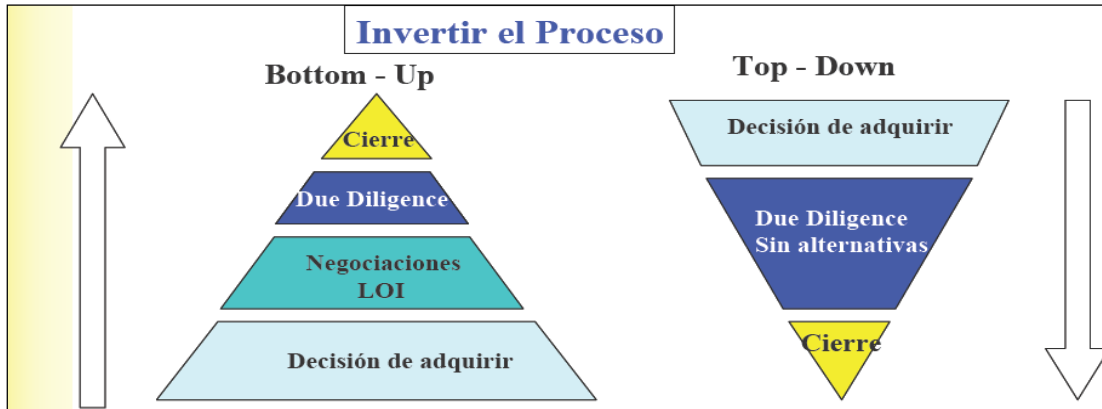 Invertir el Proceso
Bottom - Up
Cierre
Due Diligence
Negociaciones
LOI
Decisión de adquirir
Top - Down
Decisión de adquirir
Due Diligence
Sin alternativas
Cierre